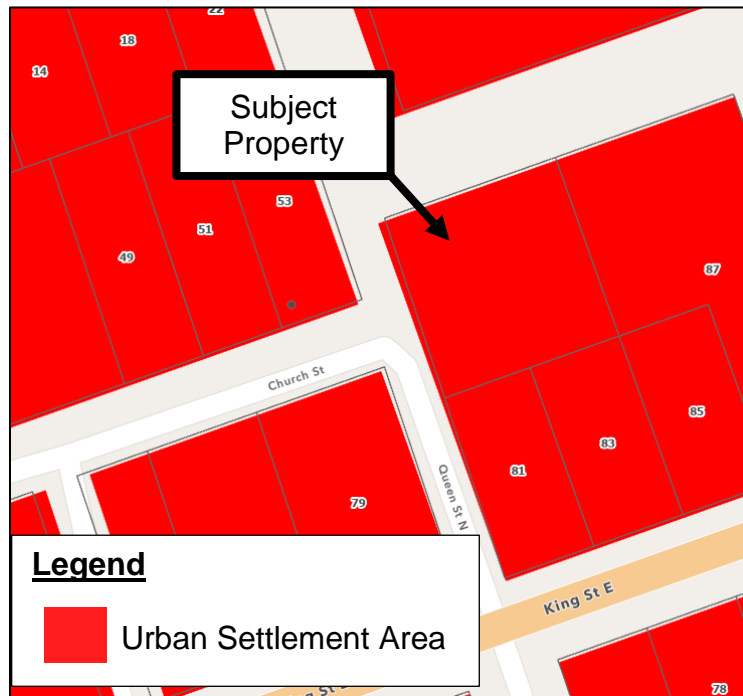 22
18
14
Subject
Property
53
51
49
87
Church St
85
83
81
Queen St N
79
Legend
Urban Settlement Area
King St E
78